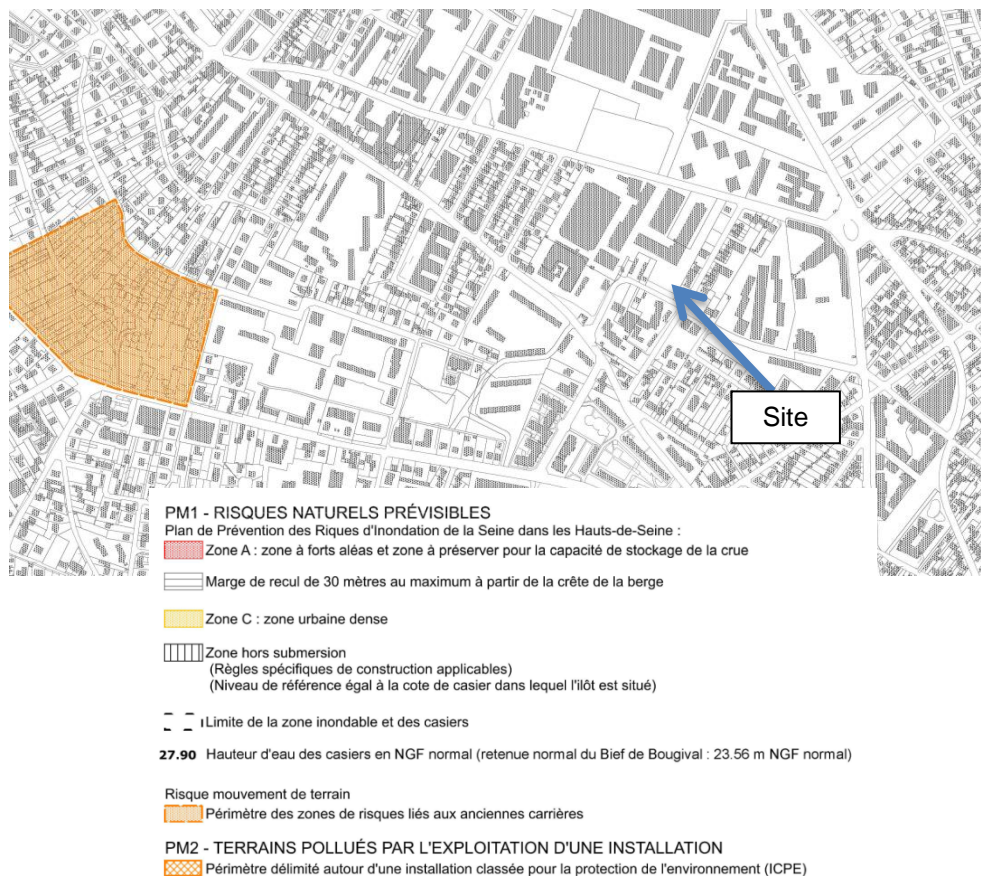 Site
PM1 - RISQUES NATURELS PRÉVISIBLES
Plan de Prévention des Riques d'Inondation de la Seine dans les Hauts-de-Seine :
Zone A : zone à forts aléas et zone à préserver pour la capacité de stockage de la crue
Marge de recul de 30 mètres au maximum à partir de la crête de la berge
Zone C : zone urbaine dense
Zone hors submersion
(Règles spécifiques de construction applicables)
(Niveau de référence égal à la cote de casier dans lequel l'ilôt est situé)
Limite de la zone inondable et des casiers
27.90 Hauteur d'eau des casiers en NGF normal (retenue normal du Bief de Bougival : 23.56 m NGF normal)
Risque mouvement de terrain
Périmètre des zones de risques liés aux anciennes carrières
PM2 - TERRAINS POLLUÉS PAR L'EXPLOITATION D'UNE INSTALLATION
Périmètre délimité autour d'une installation classée pour la protection de l'environnement (ICPE)